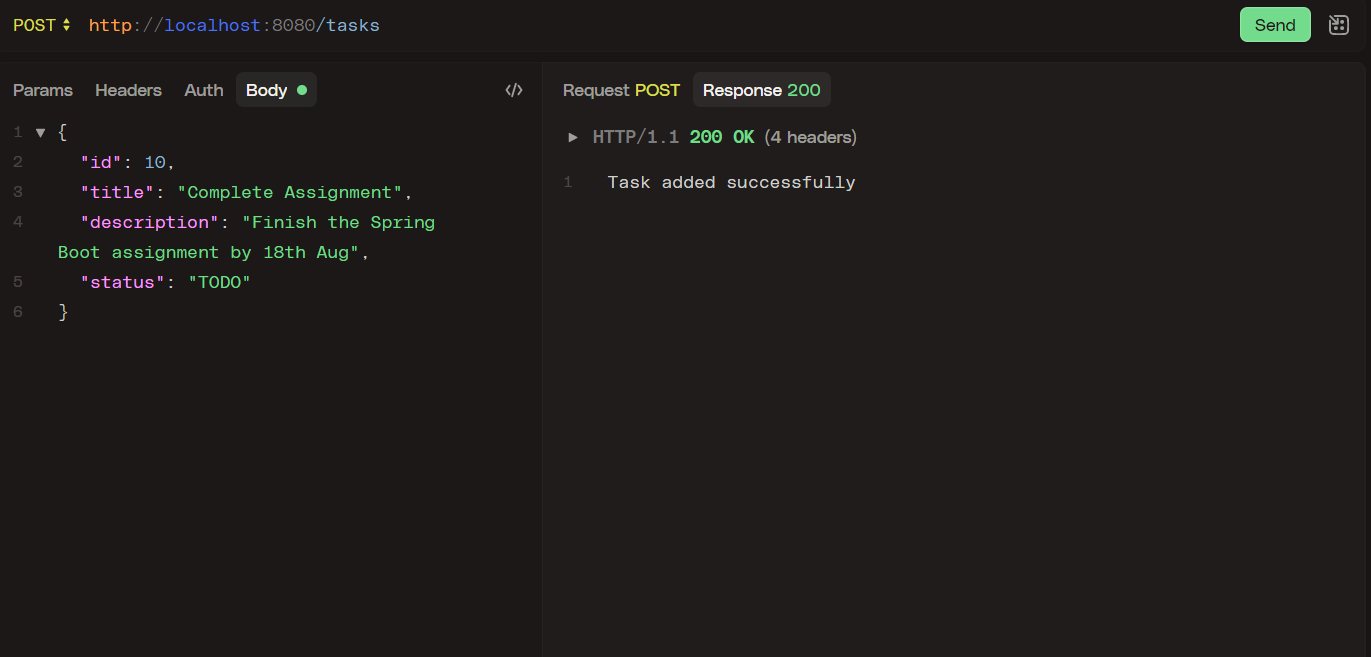 POST http://localhost:8080/tasks Send
Params Headers Auth Body </>
Request POST Response 200
1 ▼ {
2 "id": 10,
3 "title": "Complete Assignment",
4 "description": "Finish the Spring
Boot assignment by 18th Aug",
5 "status": "TODO"
6 }
▶ HTTP/1.1 200 OK (4 headers)
1 Task added successfully